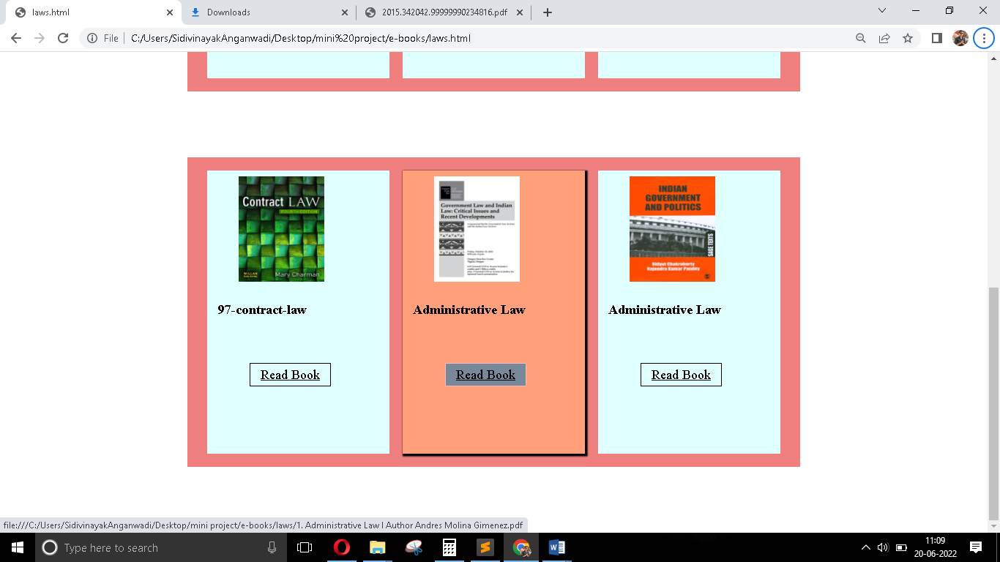 laws.html
Downloads
2015.342042.99999990234816.pdf
File
C:/Users/SidivinayakAnganwadi/Desktop/mini%20project/e-books/laws.html
Contract LAW
FOURTH EDITION
WILLAN
PUBLISHING
Mary Charman
97-contract-law
Read Book
Government Law and Indian
Law: Critical Issues and
Recent Developments
Administrative Law
Read Book
INDIAN
GOVERNMENT
AND POLITICS
SAGE TEXTS
Bidyut Chakrabarty
Rajendra Kumar Pandey
Administrative Law
Read Book
file:///C:/Users/SidivinayakAnganwadi/Desktop/mini project/e-books/laws/1. Administrative Law I Author Andres Molina Gimenez.pdf
Type here to search
11:09
20-06-2022